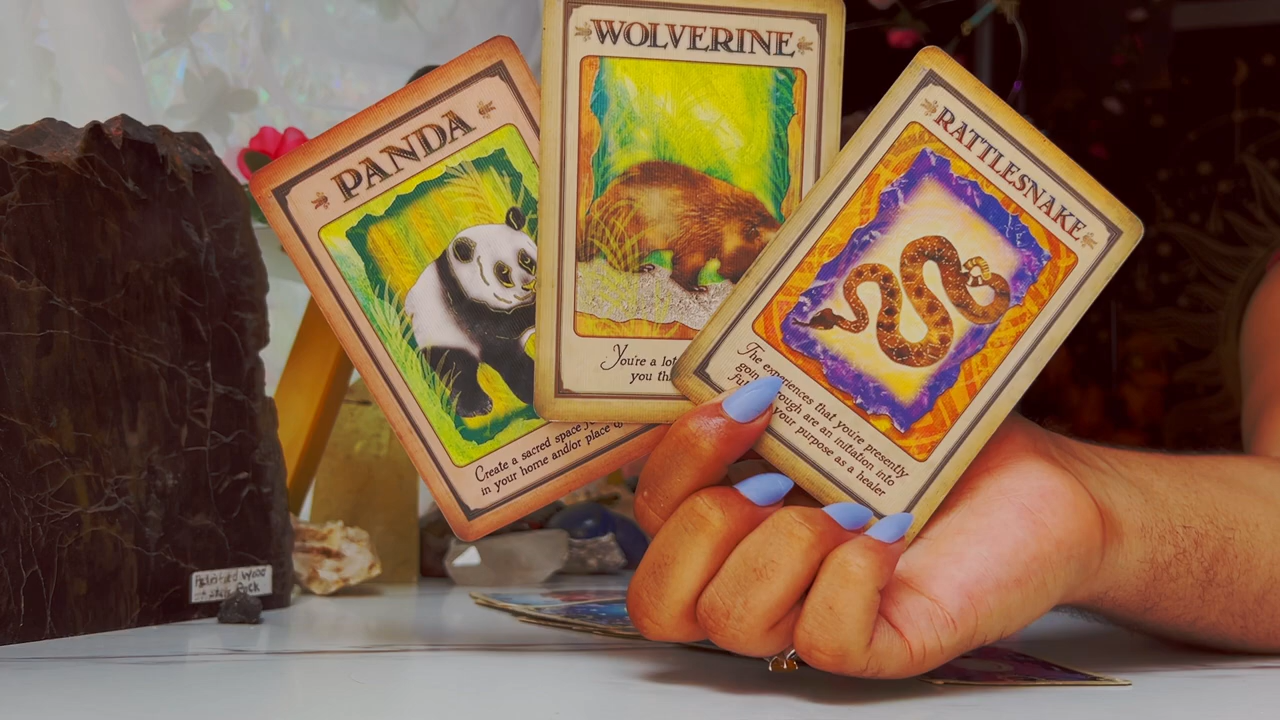 PANDA
Create a sacred space
in your home and/or place
WOLVERINE
You're a lot
you
RATTLESNAKE
The experiences that you're presently
going through are an initiation into
your purpose as a healer
Petrified Wood